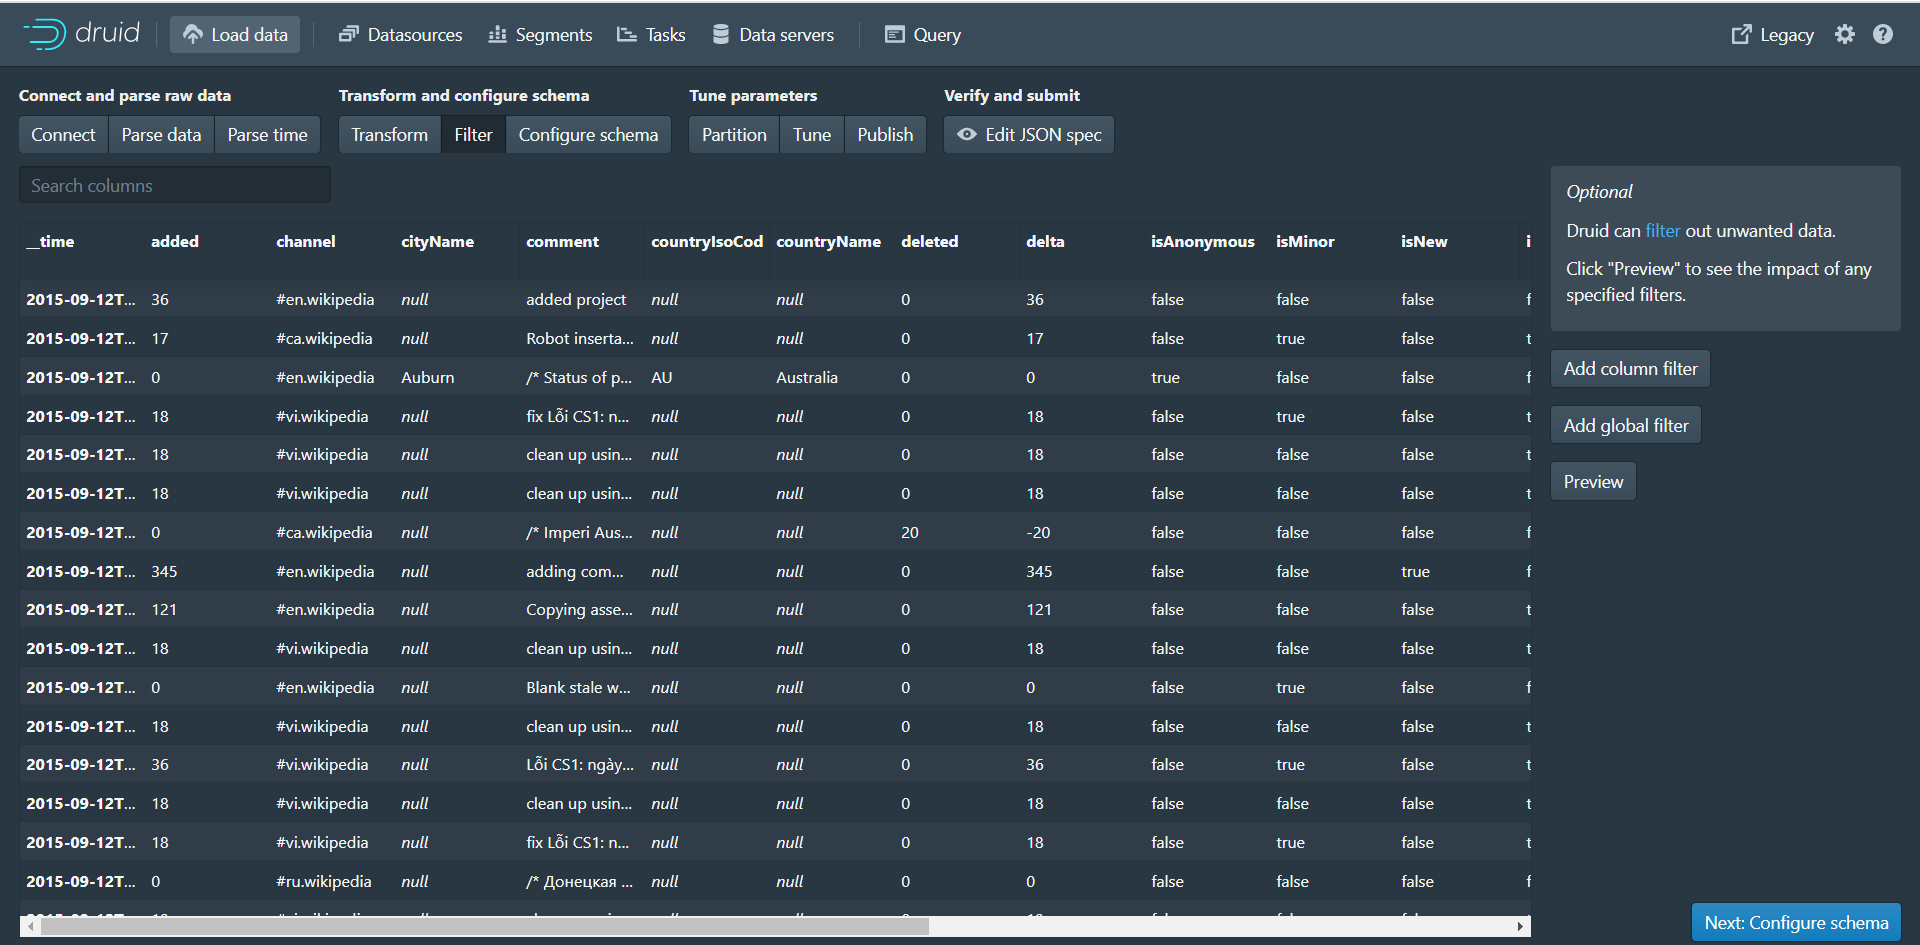 druid Load data Datasources Segments Tasks Data servers Query Legacy
Connect and parse raw data Transform and configure schema Tune parameters Verify and submit
Connect Parse data Parse time Transform Filter Configure schema Partition Tune Publish Edit JSON spec
Search columns
Optional
Druid can filter out unwanted data.
Click "Preview" to see the impact of any
specified filters.
Add column filter
Add global filter
Preview
__time added channel cityName comment countryIsoCod countryName deleted delta isAnonymous isMinor isNew i
2015-09-12T... 36 #en.wikipedia null added project null null 0 36 false false false f
2015-09-12T... 17 #ca.wikipedia null Robot inserta... null null 0 17 false true false t
2015-09-12T... 0 #en.wikipedia Auburn /* Status of p... AU Australia 0 0 true false false f
2015-09-12T... 18 #vi.wikipedia null fix Lỗi CS1: n... null null 0 18 false true false t
2015-09-12T... 18 #vi.wikipedia null clean up usin... null null 0 18 false false false t
2015-09-12T... 18 #vi.wikipedia null clean up usin... null null 0 18 false false false t
2015-09-12T... 0 #ca.wikipedia null /* Imperi Aus... null null 20 -20 false false false f
2015-09-12T... 345 #en.wikipedia null adding com... null null 0 345 false false true f
2015-09-12T... 121 #en.wikipedia null Copying asse... null null 0 121 false false false t
2015-09-12T... 18 #vi.wikipedia null clean up usin... null null 0 18 false false false t
2015-09-12T... 0 #en.wikipedia null Blank stale w... null null 0 0 false true false f
2015-09-12T... 18 #vi.wikipedia null clean up usin... null null 0 18 false false false t
2015-09-12T... 36 #vi.wikipedia null Lỗi CS1: ngày... null null 0 36 false true false t
2015-09-12T... 18 #vi.wikipedia null clean up usin... null null 0 18 false false false t
2015-09-12T... 18 #vi.wikipedia null fix Lỗi CS1: n... null null 0 18 false true false t
2015-09-12T... 0 #ru.wikipedia null /* Донецкая ... null null 0 0 false false false f
Next: Configure schema